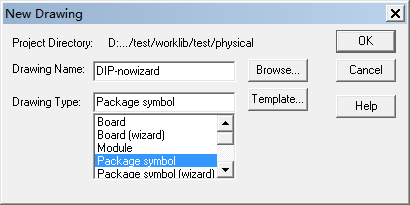 New Drawing
Project Directory: D:.../test/worklib/test/physical
OK
Drawing Name: DIP-nowizard
Browse...
Cancel
Drawing Type: Package symbol
Template...
Help
Board
Board (wizard)
Module
Package symbol
Package symbol (wizard)